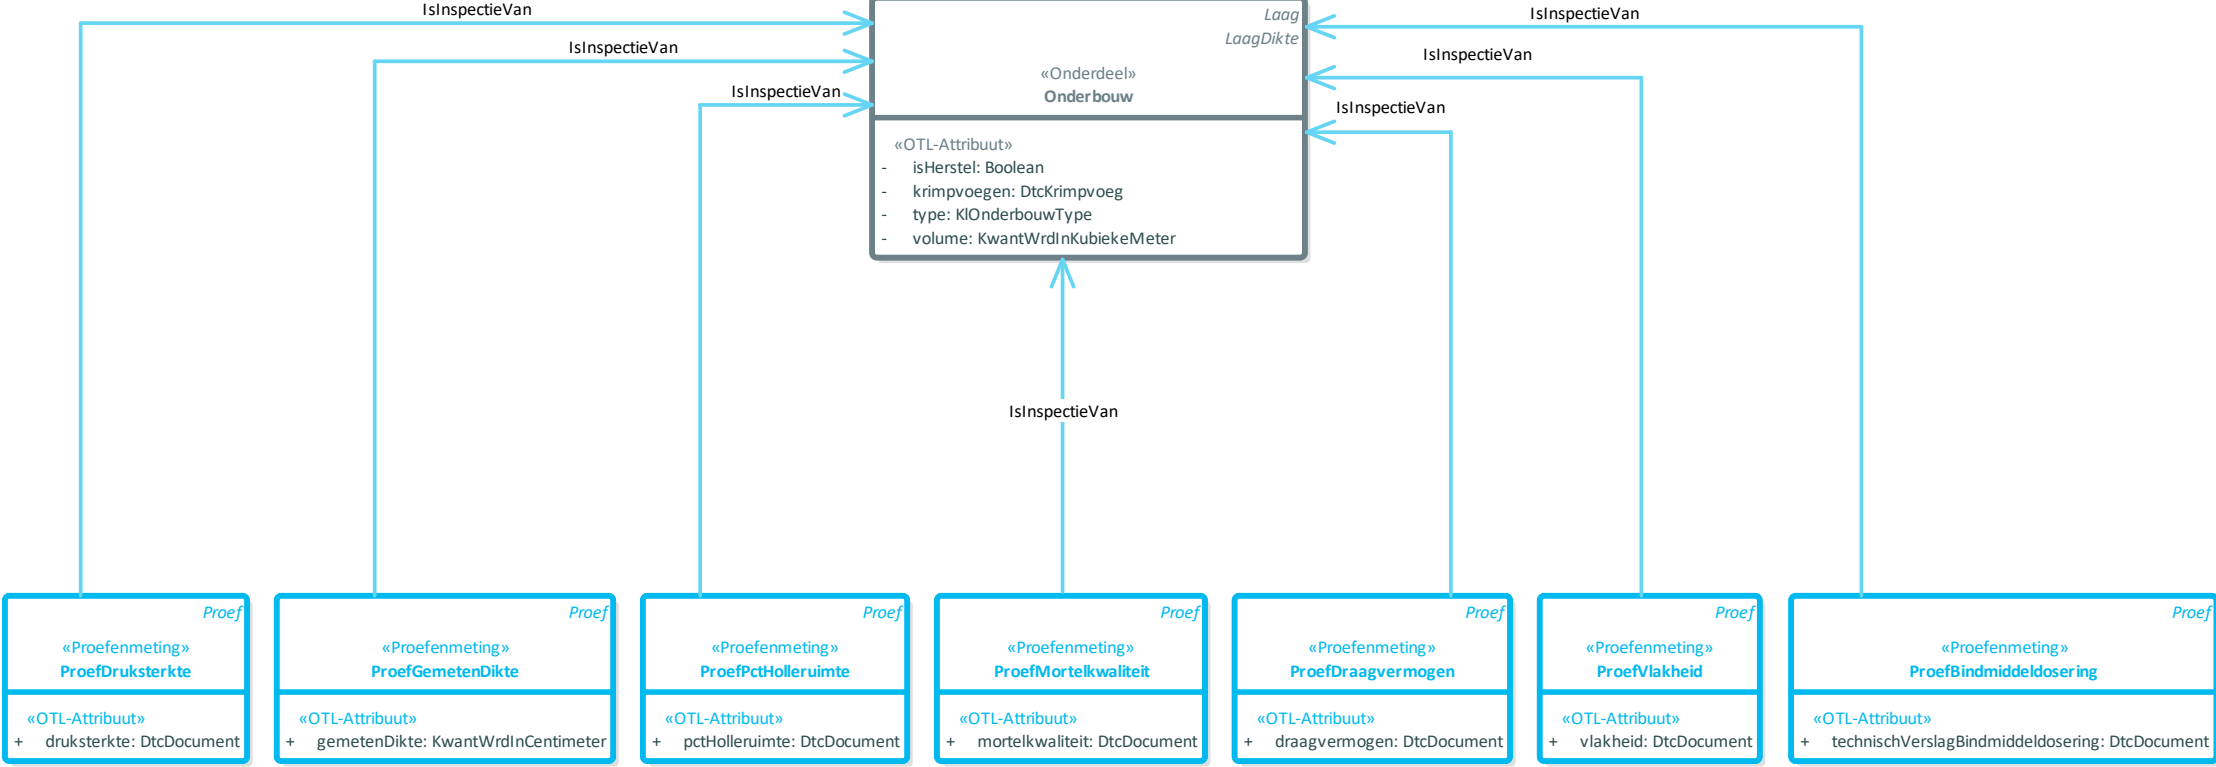 IsInspectieVan
IsInspectieVan
IsInspectieVan
Laag
LaagDikte
«Onderdeel»
Onderbouw
«OTL-Attribuut»
- isHerstel: Boolean
- krimpvoegen: DtcKrimpvoeg
- type: KlOnderbouwType
- volume: KwantWrdInKubiekeMeter
IsInspectieVan
IsInspectieVan
IsInspectieVan
IsInspectieVan
Proef
«Proefenmeting»
ProefDruksterkte
«OTL-Attribuut»
+ druksterkte: DtcDocument
Proef
«Proefenmeting»
ProefGemetenDikte
«OTL-Attribuut»
+ gemetenDikte: KwantWrdInCentimeter
Proef
«Proefenmeting»
ProefPctHolleruimte
«OTL-Attribuut»
+ pctHolleruimte: DtcDocument
Proef
«Proefenmeting»
ProefMortelkwaliteit
«OTL-Attribuut»
+ mortelkwaliteit: DtcDocument
Proef
«Proefenmeting»
ProefDraagvermogen
«OTL-Attribuut»
+ draagvermogen: DtcDocument
Proef
«Proefenmeting»
ProefVlakheid
«OTL-Attribuut»
+ vlakheid: DtcDocument
Proef
«Proefenmeting»
ProefBindmiddeldosering
«OTL-Attribuut»
+ technischVerslagBindmiddeldosering: DtcDocument